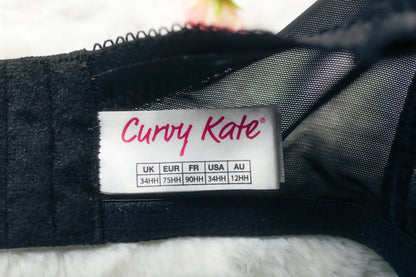 Curvy Kate®
UK EUR FR USA AU
34HH 75HH 90HH 34HH 12HH